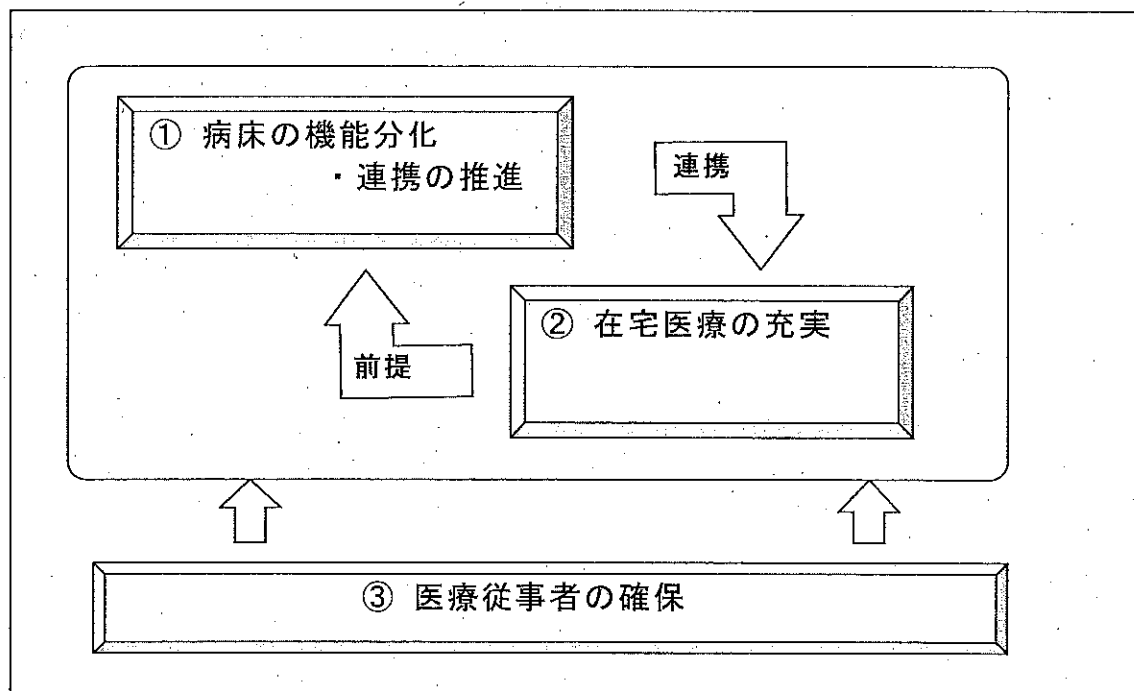 ① 病床の機能分化
・連携の推進
連携
前提
② 在宅医療の充実
③ 医療従事者の確保